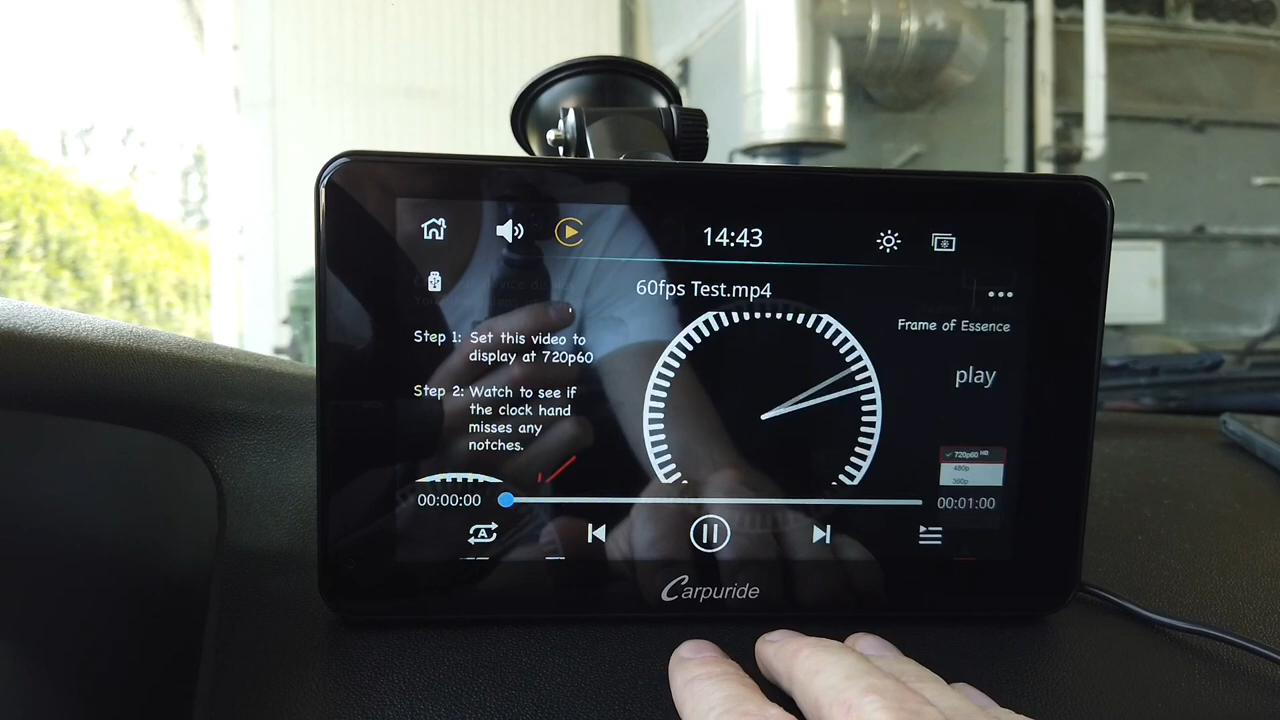 14:43
60fps Test.mp4
Frame of Essence
Step 1: Set this video to
display at 720p60
play
Step 2: Watch to see if
the clock hand
misses any
notches.
720p60 HD
480p
360p
00:00:00
00:01:00
A
Carpuride